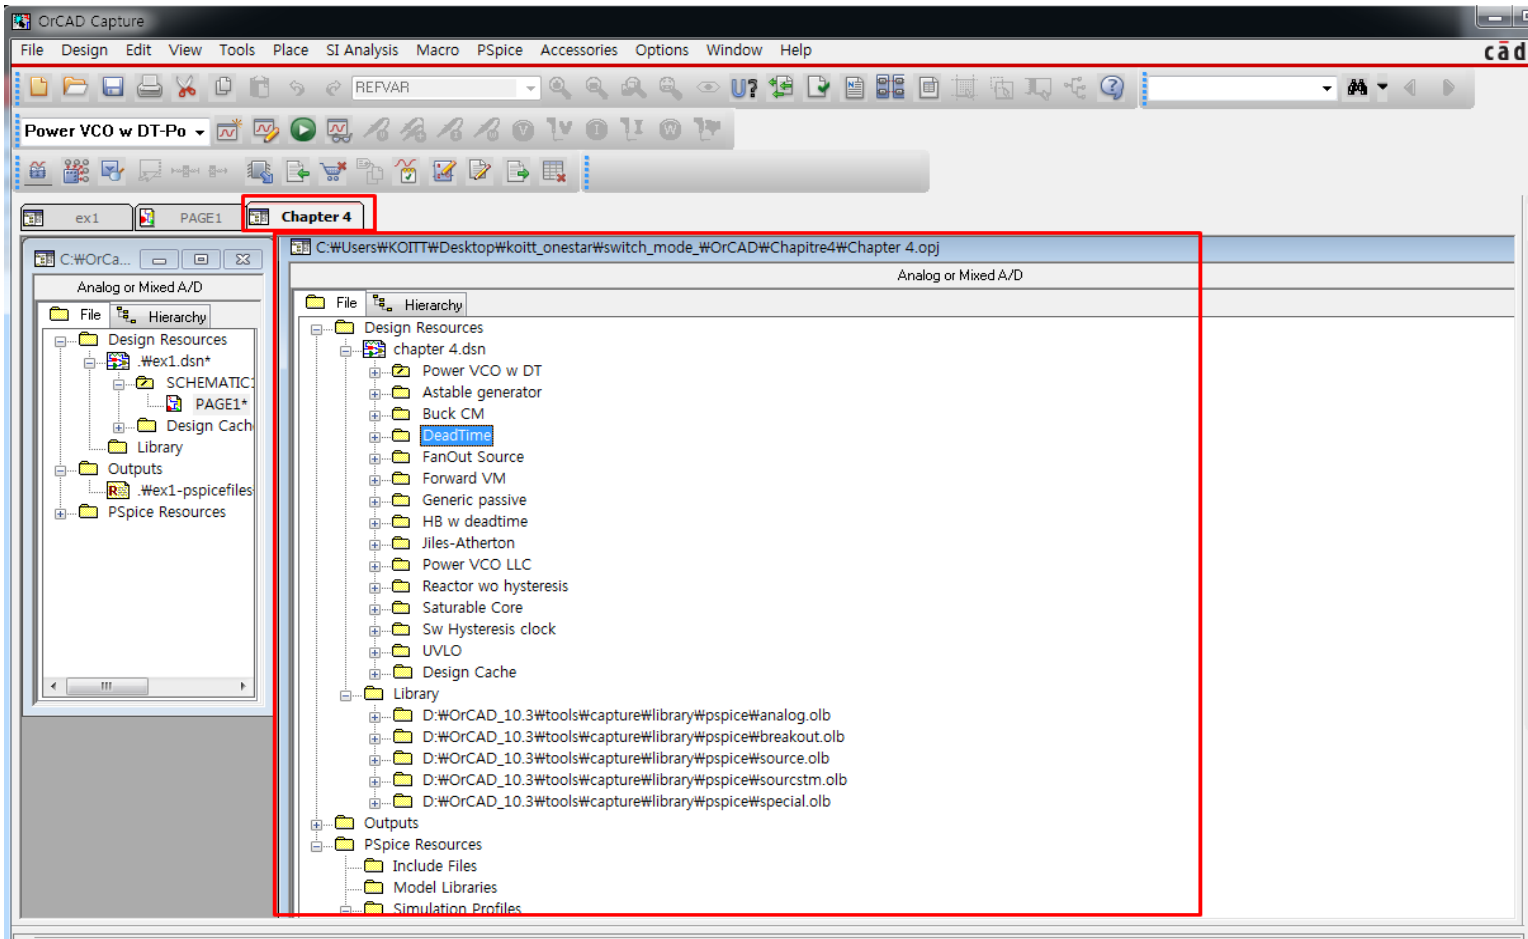 OrCAD Capture
File Design Edit View Tools Place SI Analysis Macro PSpice Accessories Options Window Help
cād
REFVAR
U?
Power VCO w DT-Po
ex1
PAGE1
Chapter 4
C:₩OrCa...
Analog or Mixed A/D
File Hierarchy
Design Resources
.₩ex1.dsn*
SCHEMATIC1
PAGE1*
Design Cach
Library
Outputs
.₩ex1-pspicefiles
PSpice Resources
C:₩Users₩KOITT₩Desktop₩koitt_onestar₩switch_mode_₩OrCAD₩Chapitre4₩Chapter 4.opj
Analog or Mixed A/D
File Hierarchy
Design Resources
chapter 4.dsn
Power VCO w DT
Astable generator
Buck CM
DeadTime
FanOut Source
Forward VM
Generic passive
HB w deadtime
Jiles-Atherton
Power VCO LLC
Reactor wo hysteresis
Saturable Core
Sw Hysteresis clock
UVLO
Design Cache
Library
D:₩OrCAD_10.3₩tools₩capture₩library₩pspice₩analog.olb
D:₩OrCAD_10.3₩tools₩capture₩library₩pspice₩breakout.olb
D:₩OrCAD_10.3₩tools₩capture₩library₩pspice₩source.olb
D:₩OrCAD_10.3₩tools₩capture₩library₩pspice₩sourcstm.olb
D:₩OrCAD_10.3₩tools₩capture₩library₩pspice₩special.olb
Outputs
PSpice Resources
Include Files
Model Libraries
Simulation Profiles